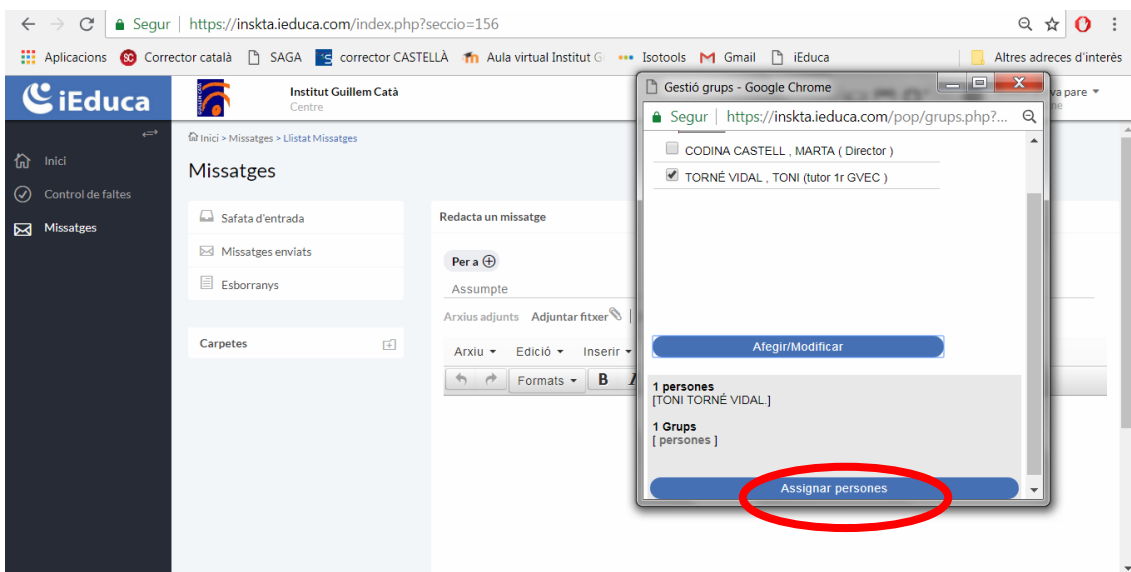 Segur | https://inskta.ieduca.com/index.php?seccio=156
Aplicacions Corrector català SAGA corrector CASTELLÀ Aula virtual Institut G Isotools Gmail iEduca Altres adreces d'interès
iEduca
Institut Guillem Catà
Centre
va pare
Inici > Missatges > Llistat Missatges
Missatges
Inici
Control de faltes
Missatges
Safata d'entrada
Missatges enviats
Esborranys
Carpetes
Redacta un missatge
Per a
Assumpte
Arxius adjunts Adjuntar fitxer |
Arxiu Edició Inserir
Formats B I
Gestió grups - Google Chrome
Segur | https://inskta.ieduca.com/pop/grups.php?...
CODINA CASTELL , MARTA ( Director )
TORNÉ VIDAL , TONI (tutor 1r GVEC )
Afegir/Modificar
1 persones
[TONI TORNÉ VIDAL.]
1 Grups
[ persones ]
Assignar persones